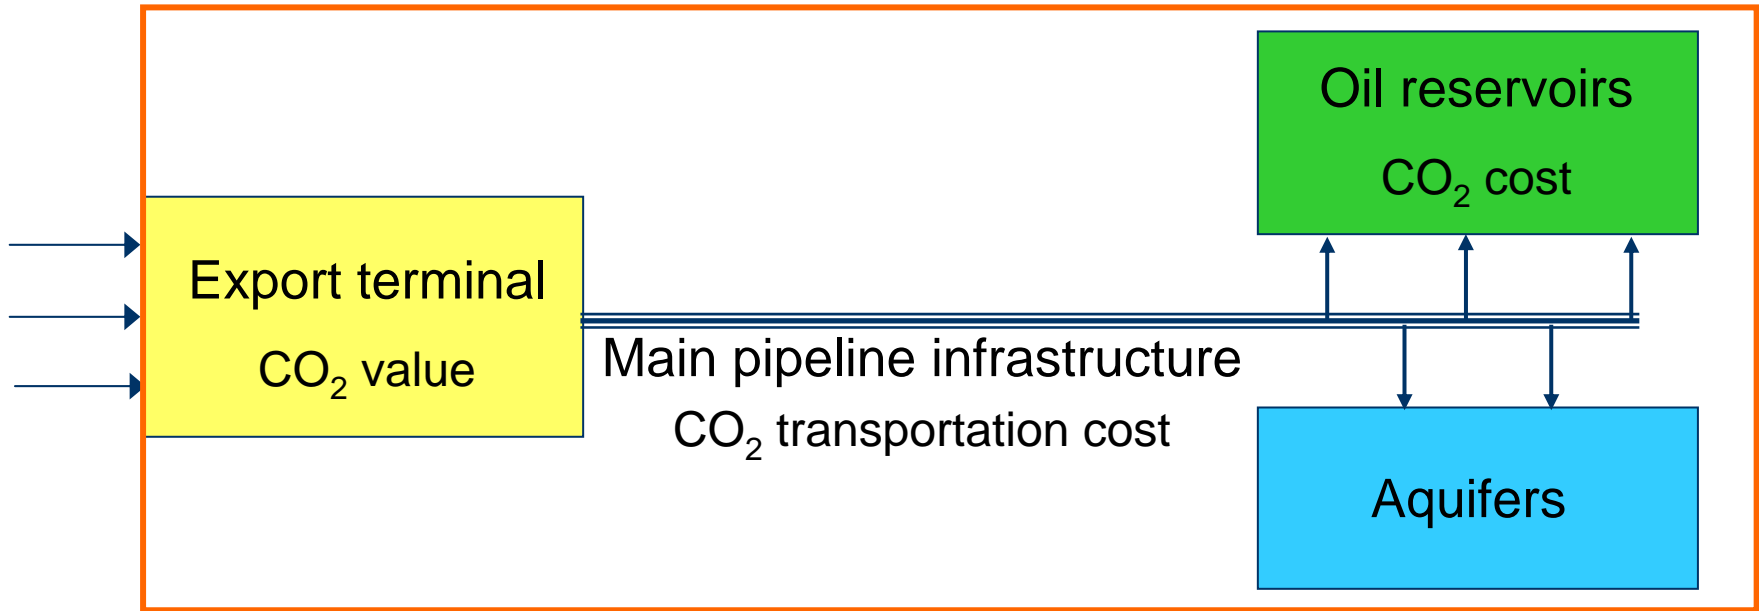 Oil reservoirs
CO₂ cost
Export terminal
CO₂ value
Main pipeline infrastructure
CO₂ transportation cost
Aquifers